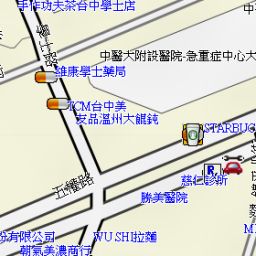 手作功夫茶台中學士店
學士路
中醫大附設醫院-急重症中心大
維康學士藥局
TCM台中美
友品溫州大餛飩
STARBUC
R
慈仁診所
五權路
勝美醫院
份有限公司
WU SHI拉麵
朝氣美濃商行